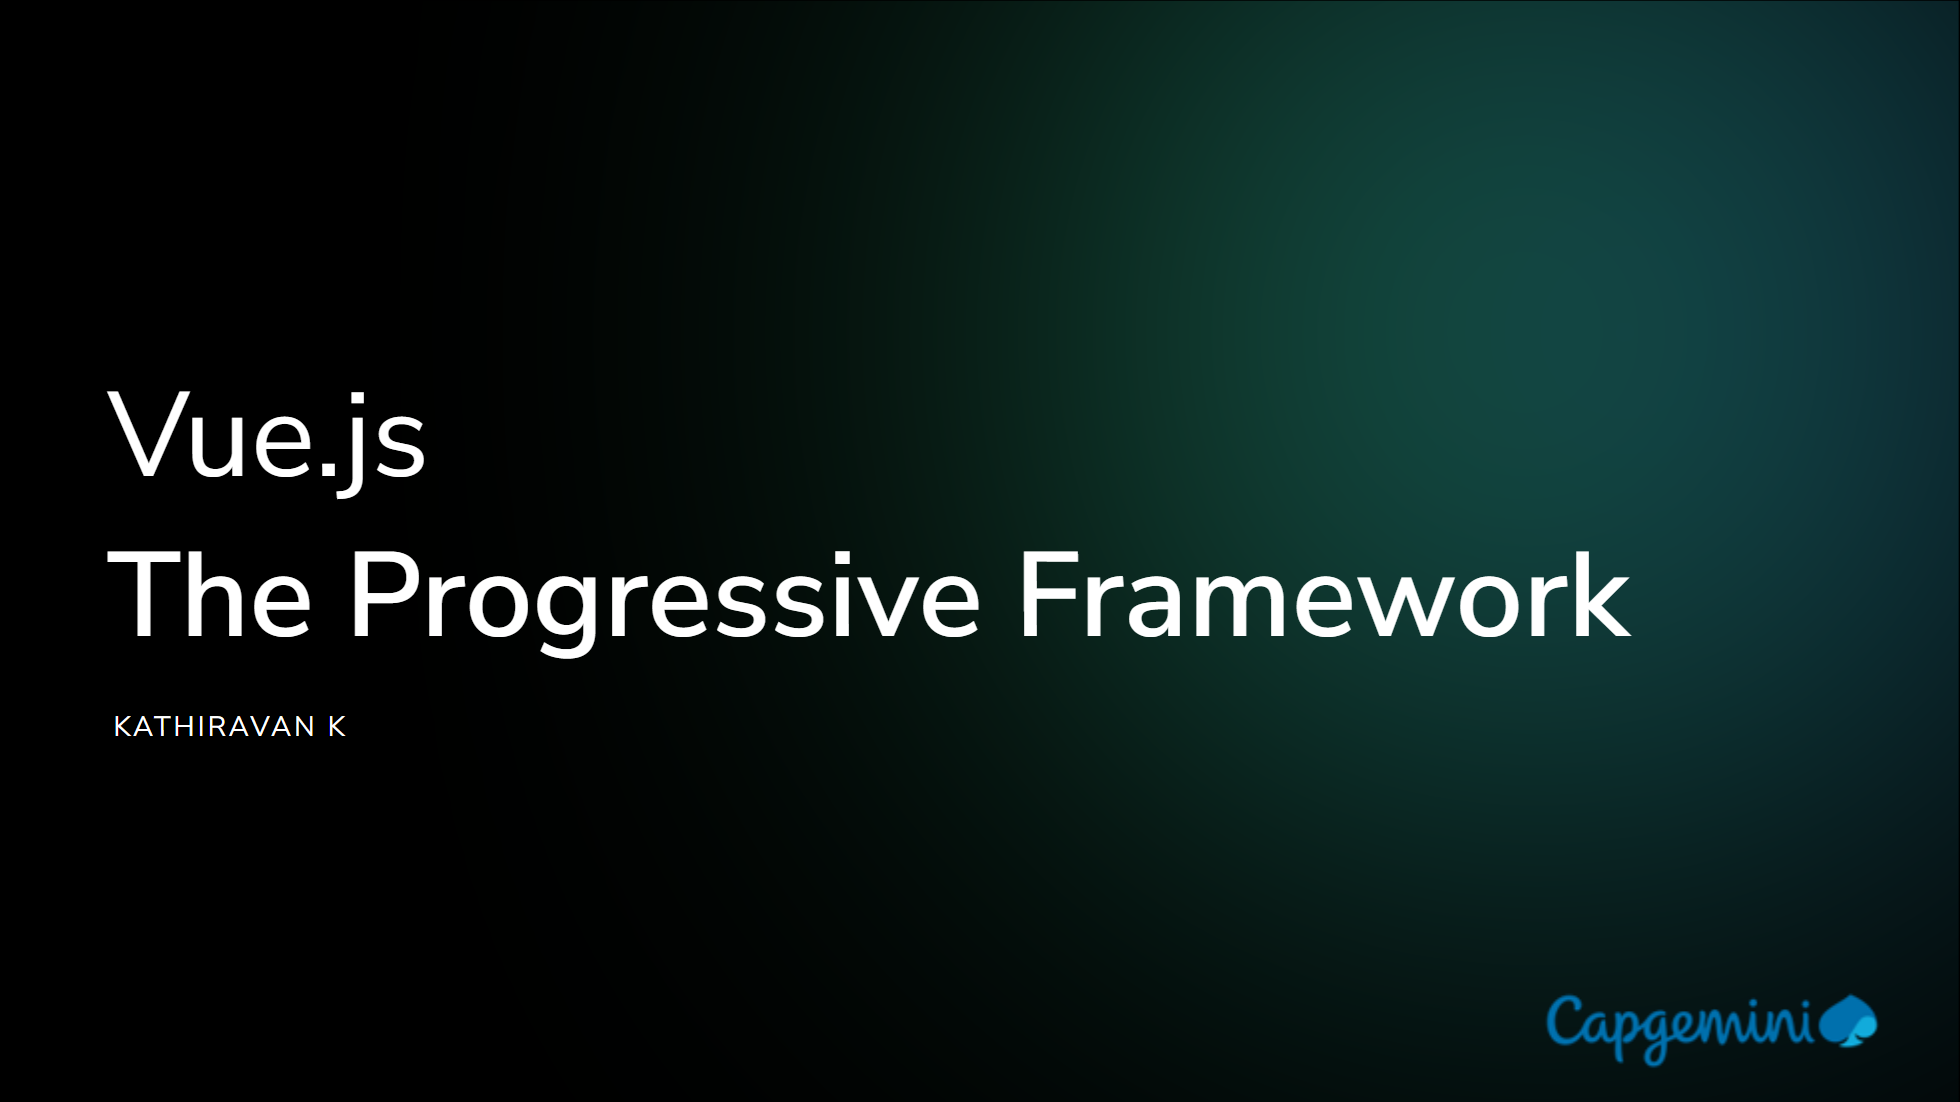 Vue.js
The Progressive Framework
KATHIRAVAN K
Capgemini